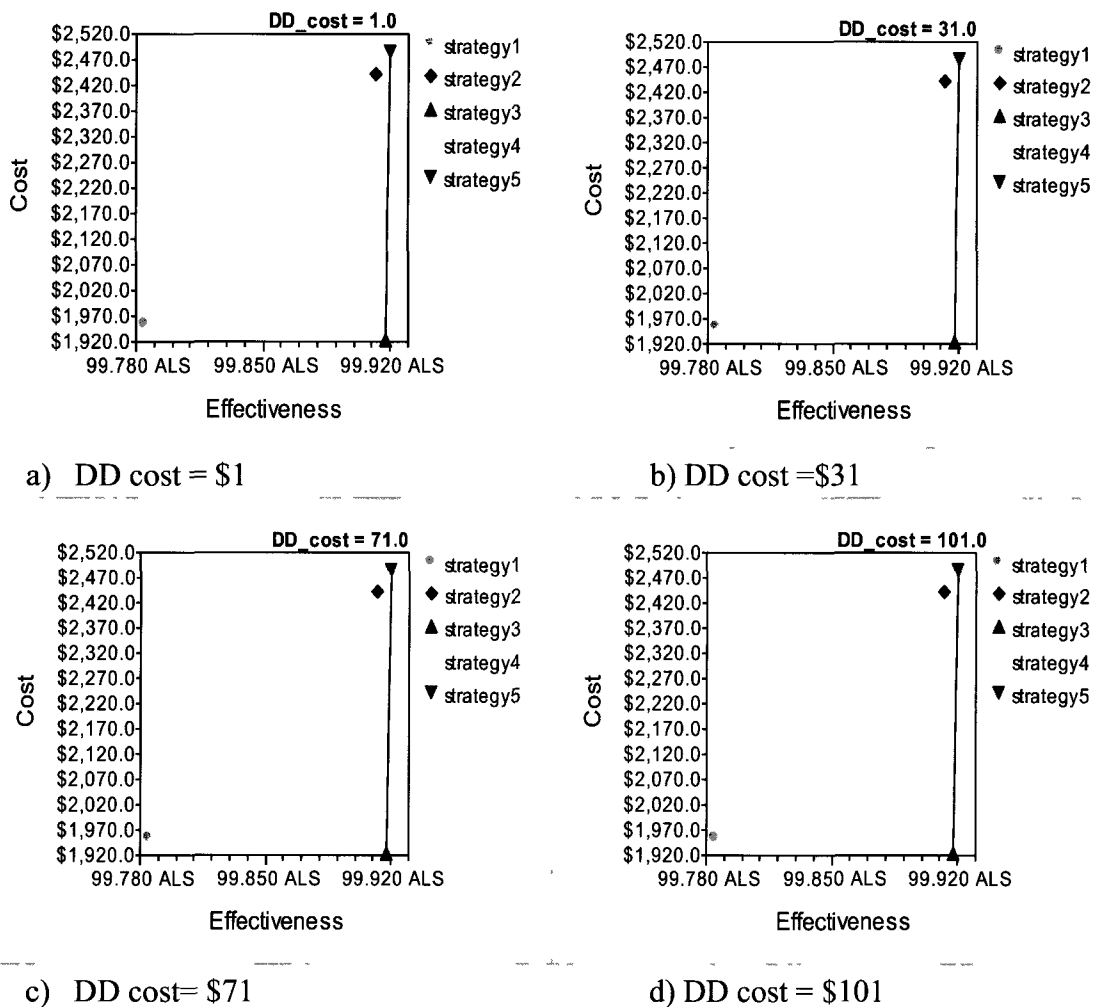 DD_cost = 1.0
$2,520.0
$2,470.0
$2,420.0
$2,370.0
$2,320.0
$2,270.0
$2,220.0
$2,170.0
$2,120.0
$2,070.0
$2,020.0
$1,970.0
$1,920.0
Cost
99.780 ALS 99.850 ALS 99.920 ALS
Effectiveness
strategy1
strategy2
strategy3
strategy4
strategy5
a) DD cost = $1
DD_cost = 31.0
$2,520.0
$2,470.0
$2,420.0
$2,370.0
$2,320.0
$2,270.0
$2,220.0
$2,170.0
$2,120.0
$2,070.0
$2,020.0
$1,970.0
$1,920.0
Cost
99.780 ALS 99.850 ALS 99.920 ALS
Effectiveness
strategy1
strategy2
strategy3
strategy4
strategy5
b) DD cost =$31
DD_cost = 71.0
$2,520.0
$2,470.0
$2,420.0
$2,370.0
$2,320.0
$2,270.0
$2,220.0
$2,170.0
$2,120.0
$2,070.0
$2,020.0
$1,970.0
$1,920.0
Cost
99.780 ALS 99.850 ALS 99.920 ALS
Effectiveness
strategy1
strategy2
strategy3
strategy4
strategy5
c) DD cost= $71
DD_cost = 101.0
$2,520.0
$2,470.0
$2,420.0
$2,370.0
$2,320.0
$2,270.0
$2,220.0
$2,170.0
$2,120.0
$2,070.0
$2,020.0
$1,970.0
$1,920.0
Cost
99.780 ALS 99.850 ALS 99.920 ALS
Effectiveness
strategy1
strategy2
strategy3
strategy4
strategy5
d) DD cost = $101